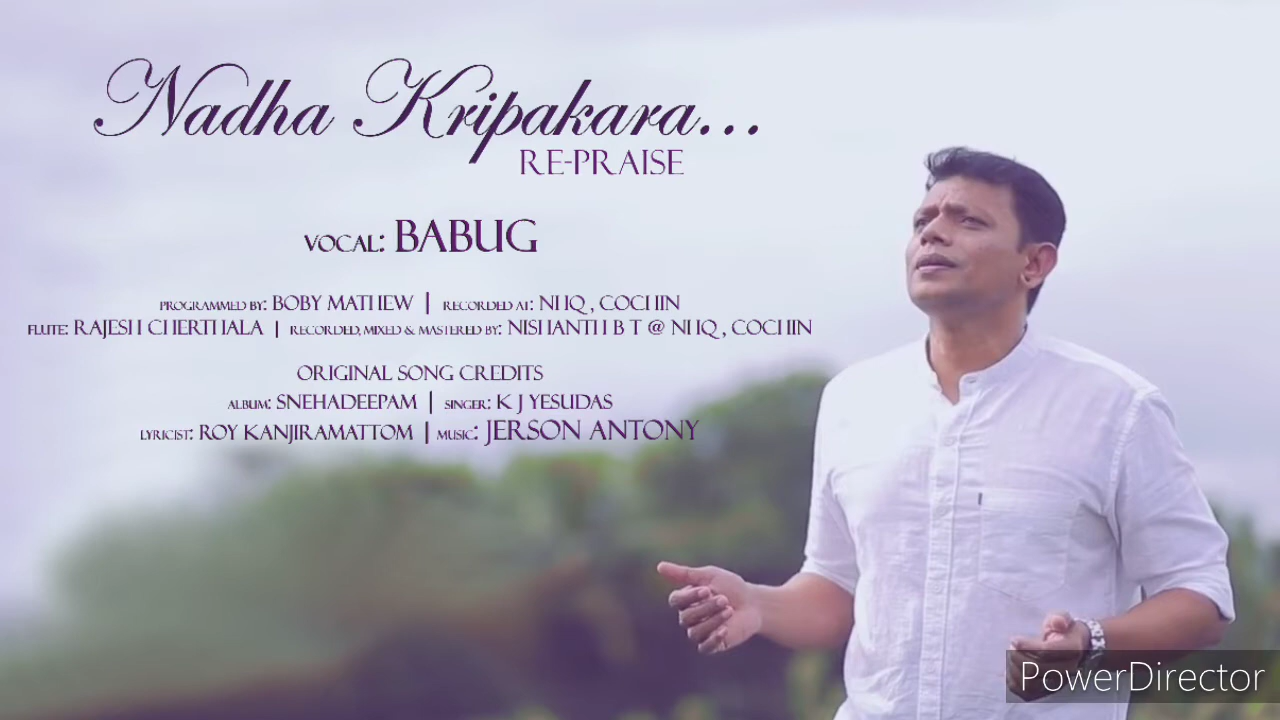 Nadha Kripakara...
RE-PRAISE
VOCAL: BABUG
PROGRAMMED BY: BOBY MATHEW | RECORDED AT: NHQ, COCHIN
FLUTE: RAJESH CHERTHALA | RECORDED, MIXED & MASTERED BY: NISHANTH B T @ NHQ, COCHIN
ORIGINAL SONG CREDITS
ALBUM: SNEHADEEPAM | SINGER: K J YESUDAS
LYRICIST: ROY KANJIRAMATTOM | MUSIC: JERSON ANTONY
PowerDirector